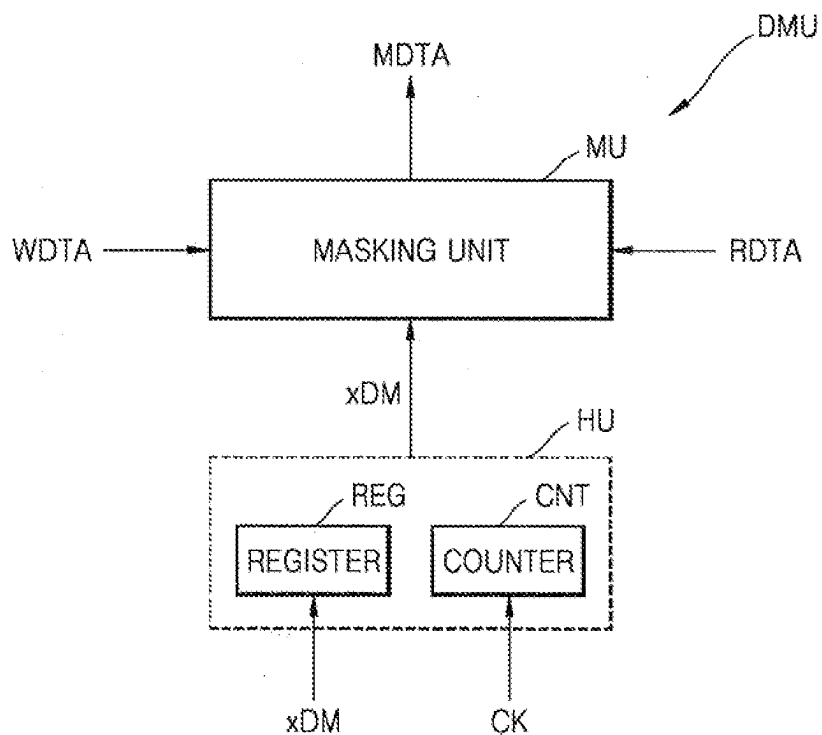 DMU
MDTA
MU
WDTA
MASKING UNIT
RDTA
xDM
HU
REG
CNT
REGISTER
COUNTER
xDM
CK